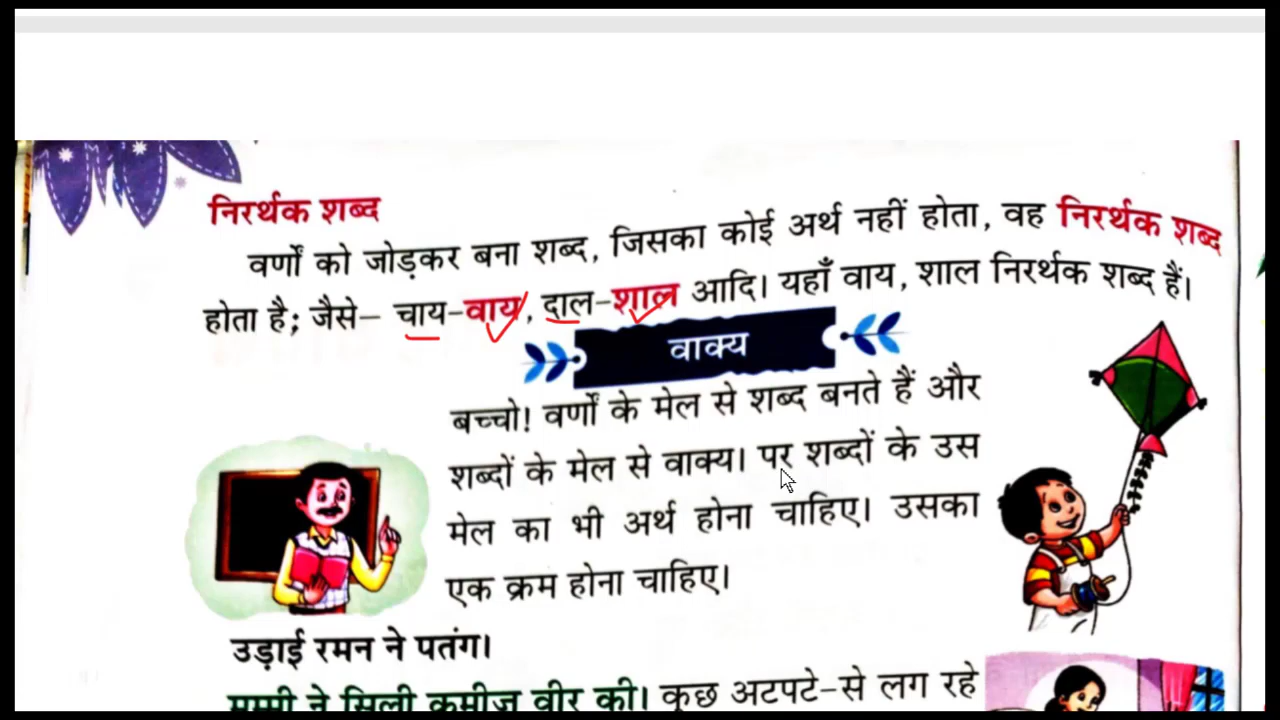 निरर्थक शब्द
वर्णों को जोड़कर बना शब्द, जिसका कोई अर्थ नहीं होता, वह निरर्थक शब्द
होता है; जैसे– चाय–वाय, दाल–शाल आदि। यहाँ वाय, शाल निरर्थक शब्द हैं।
वाक्य
बच्चो! वर्णों के मेल से शब्द बनते हैं और
शब्दों के मेल से वाक्य। पर शब्दों के उस
मेल का भी अर्थ होना चाहिए। उसका
एक क्रम होना चाहिए।
उड़ाई रमन ने पतंग।
मम्मी ने सिली कमीज़ वीर की। कुछ अटपटे–से लग रहे